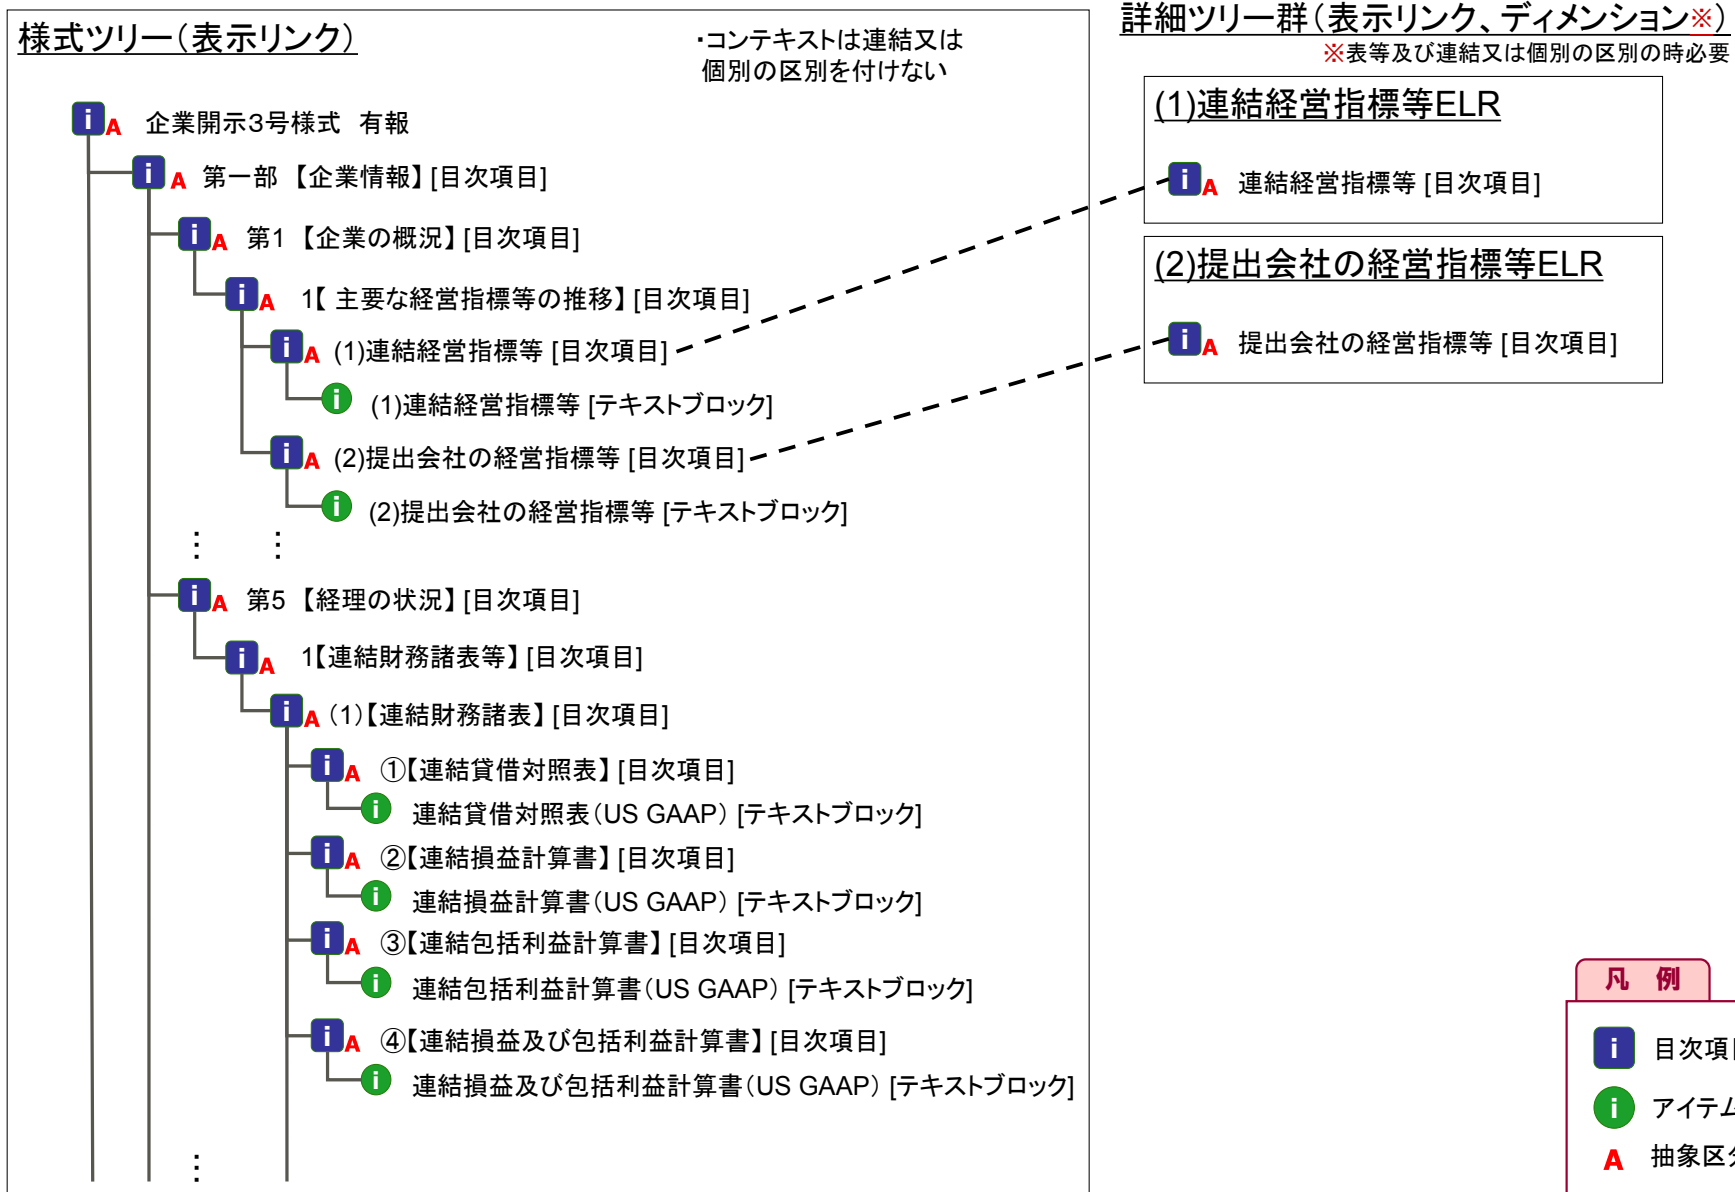 様式ツリー（表示リンク）
・コンテキストは連結又は
個別の区別を付けない
i A 企業開示3号様式 有報
i A 第一部 【企業情報】 [目次項目]
i A 第1 【企業の概況】 [目次項目]
i A 1【 主要な経営指標等の推移】 [目次項目]
i A (1)連結経営指標等 [目次項目]
i (1)連結経営指標等 [テキストブロック]
i A (2)提出会社の経営指標等 [目次項目]
i (2)提出会社の経営指標等 [テキストブロック]
⋮ ⋮
i A 第5 【経理の状況】 [目次項目]
i A 1【連結財務諸表等】 [目次項目]
i A （1）【連結財務諸表】 [目次項目]
i A ①【連結貸借対照表】 [目次項目]
i 連結貸借対照表（US GAAP） [テキストブロック]
i A ②【連結損益計算書】 [目次項目]
i 連結損益計算書（US GAAP） [テキストブロック]
i A ③【連結包括利益計算書】 [目次項目]
i 連結包括利益計算書（US GAAP） [テキストブロック]
i A ④【連結損益及び包括利益計算書】 [目次項目]
i 連結損益及び包括利益計算書（US GAAP） [テキストブロック]
⋮
詳細ツリー群（表示リンク、ディメンション※）
※表等及び連結又は個別の区別の時必要
(1)連結経営指標等ELR
i A 連結経営指標等 [目次項目]
(2)提出会社の経営指標等ELR
i A 提出会社の経営指標等 [目次項目]
凡 例
i 目次項
i アイテム
A 抽象区